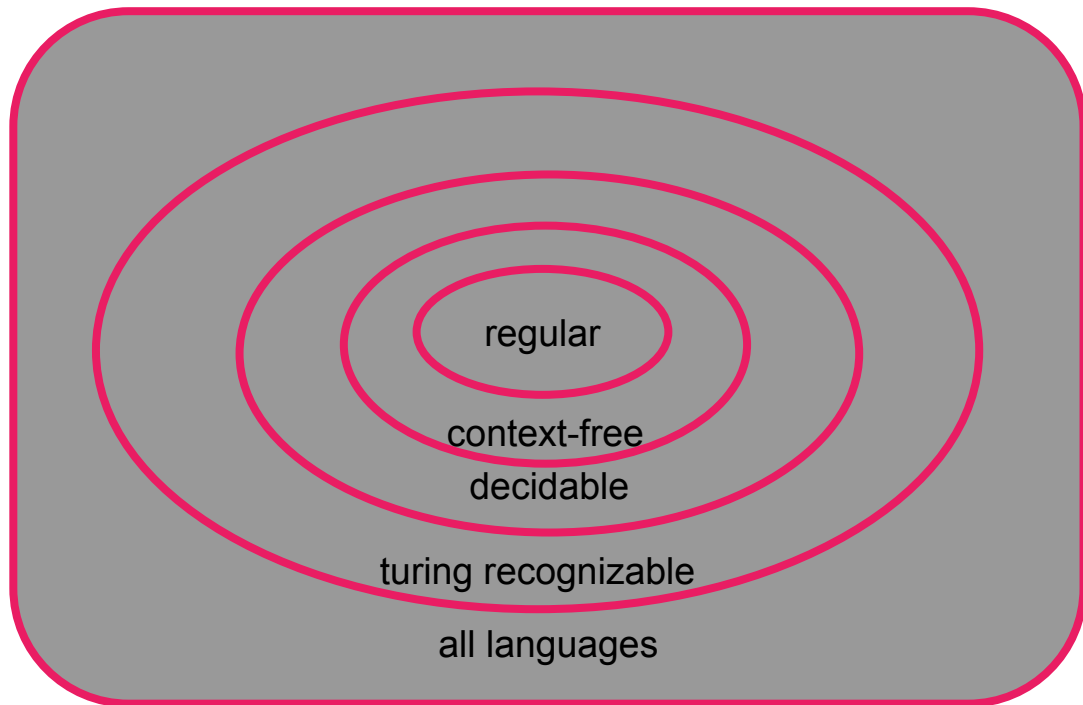 regular
context-free
decidable
turing recognizable
all languages